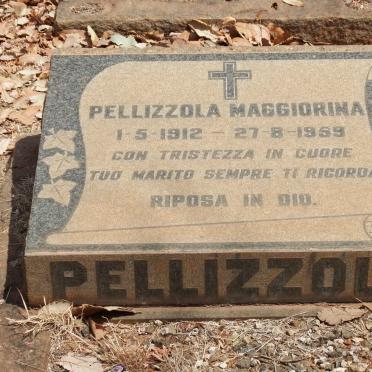 PELLIZZOLA MAGGIORINA
1-5-1912 - 27-8-1959
CON TRISTEZZA IN CUORE
TUO MARITO SEMPRE TI RICORDA
RIPOSA IN DIO.
PELLIZZOL